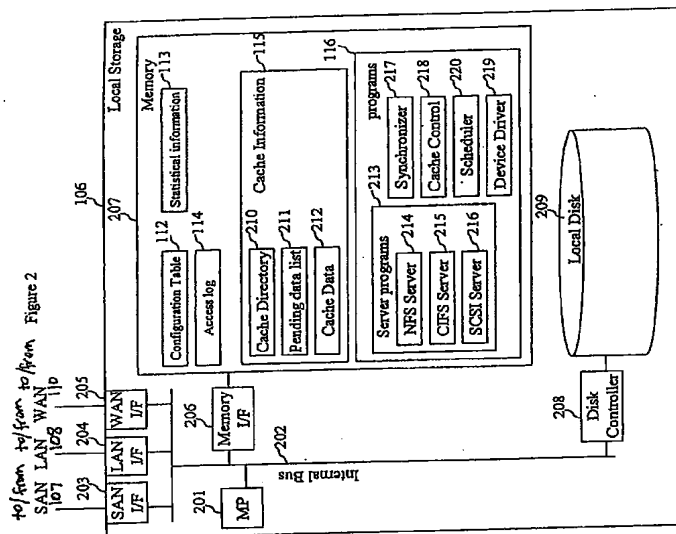 Figure 2
to/from to/from to/from
SAN LAN WAN
107 108 110
106
203 204 205
SAN I/F
LAN I/F
WAN I/F
Local Storage
207
Memory
112
Configuration Table
113
Statistical information
114
Access log
115
Cache Information
210
Cache Directory
211
Pending data list
212
Cache Data
116
programs
213
Server programs
214
NFS Server
215
CIFS Server
216
SCSI Server
217
Synchronizer
218
Cache Control
220
Scheduler
219
Device Driver
206
Memory I/F
201
MP
202
Internal Bus
208
Disk Controller
209
Local Disk